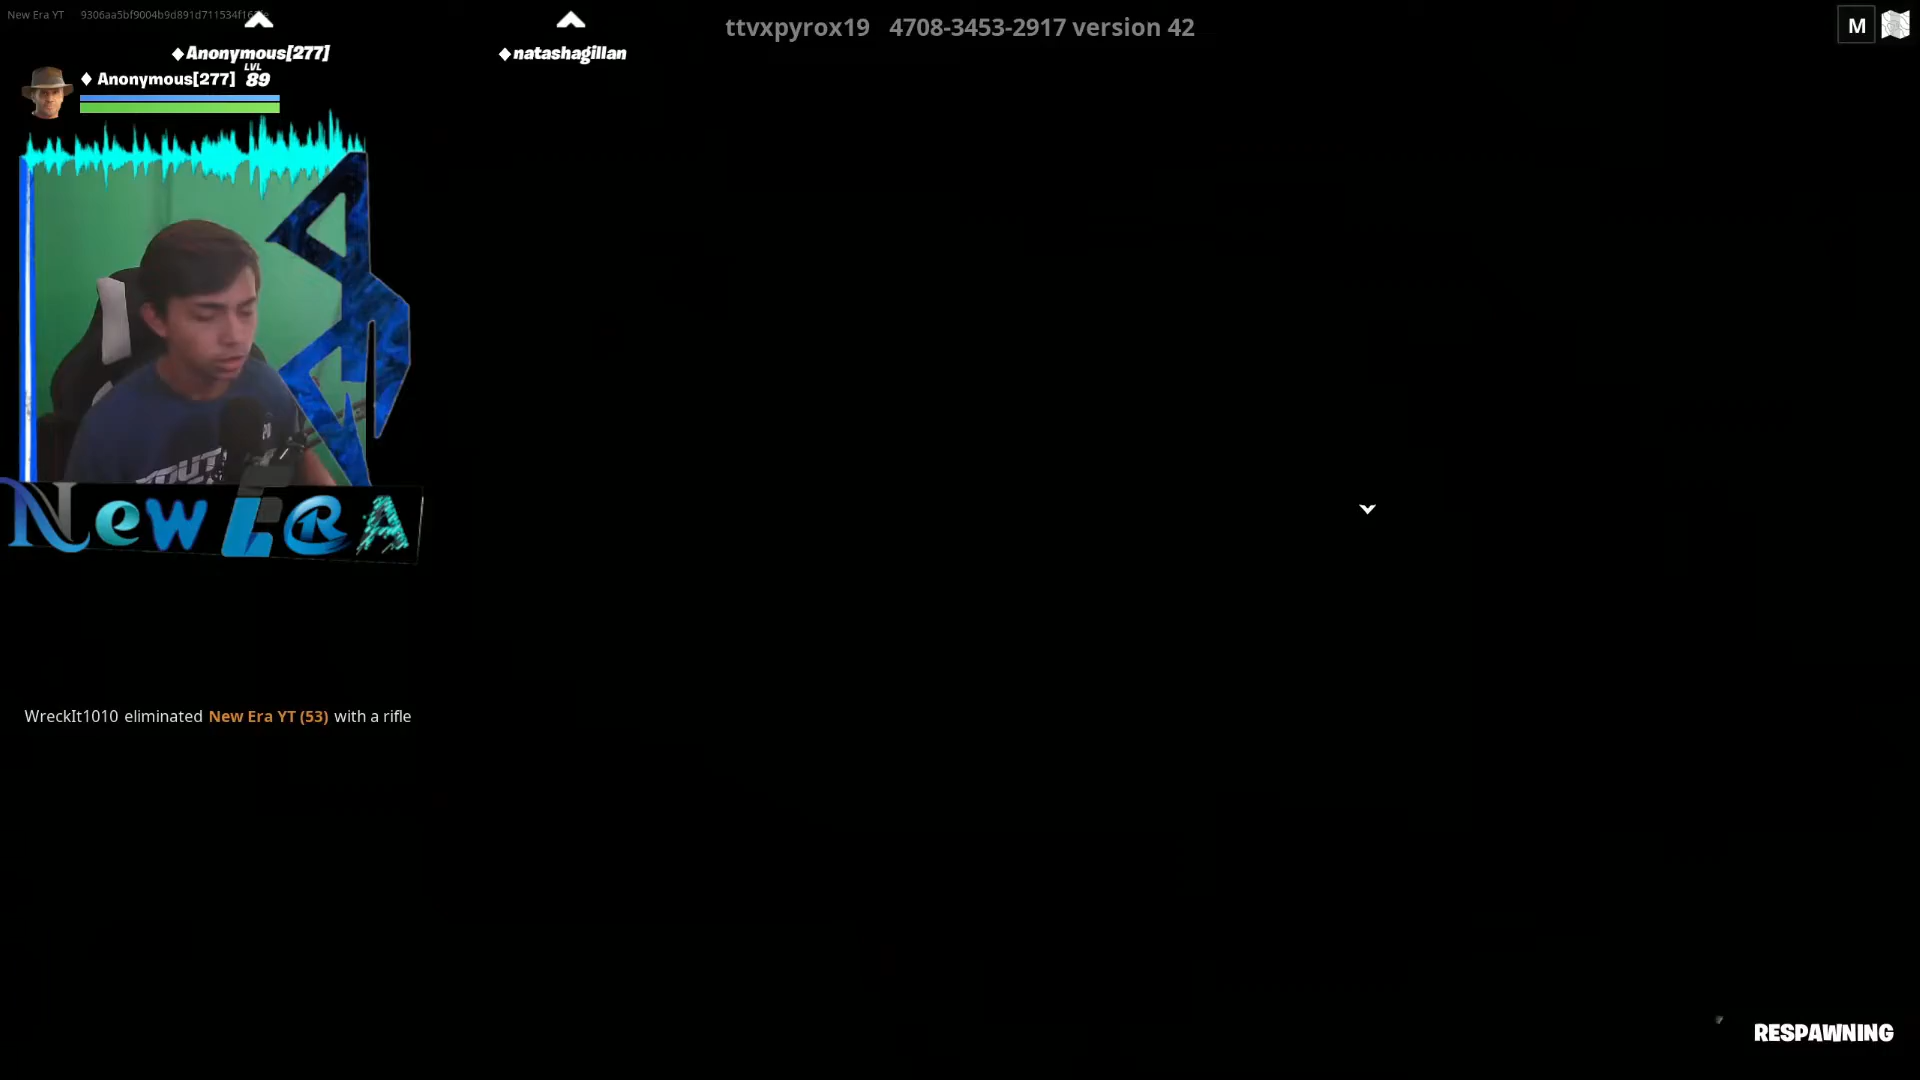 New Era YT
ttvxpyrox19 4708-3453-2917 version 42
M
Anonymous[277]
natashagillan
LVL
Anonymous[277] 89
New ERA
WreckIt1010 eliminated New Era YT (53) with a rifle
RESPAWNING